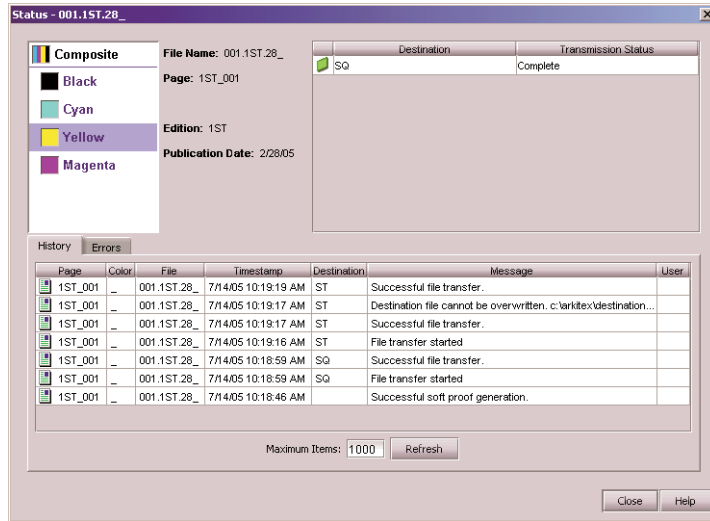 Status - 001.1ST.28_
Composite
Black
Cyan
Yellow
Magenta
File Name: 001.1ST.28_
Page: 1ST_001
Edition: 1ST
Publication Date: 2/28/05
Destination Transmission Status
SQ Complete
History Errors
Page Color File Timestamp Destination Message User
1ST_001 _ 001.1ST.28_ 7/14/05 10:19:19 AM ST Successful file transfer.
1ST_001 _ 001.1ST.28_ 7/14/05 10:19:17 AM ST Destination file cannot be overwritten. c:\arkitex\destination...
1ST_001 _ 001.1ST.28_ 7/14/05 10:19:17 AM ST Successful file transfer.
1ST_001 _ 001.1ST.28_ 7/14/05 10:19:16 AM ST File transfer started
1ST_001 _ 001.1ST.28_ 7/14/05 10:18:59 AM SQ Successful file transfer.
1ST_001 _ 001.1ST.28_ 7/14/05 10:18:59 AM SQ File transfer started
1ST_001 _ 001.1ST.28_ 7/14/05 10:18:46 AM Successful soft proof generation.
Maximum Items: 1000 Refresh
Close Help